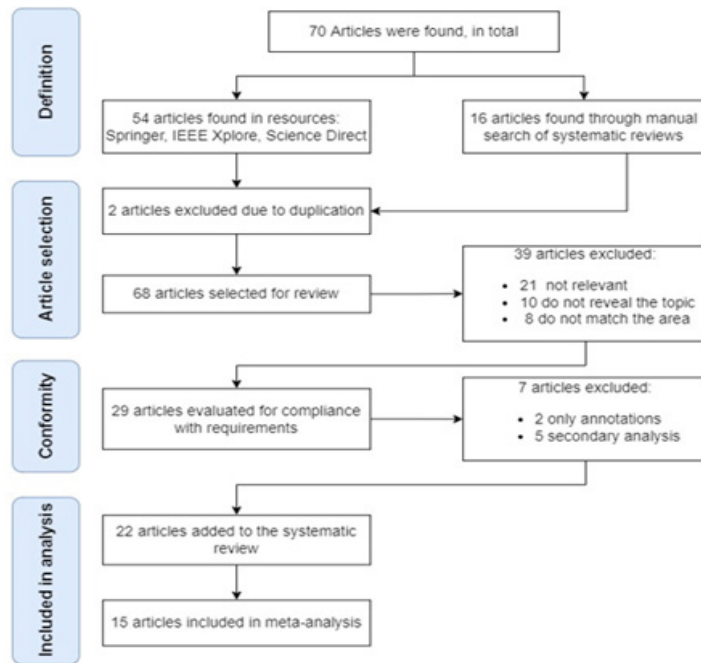 70 Articles were found, in total
Definition
54 articles found in resources:
Springer, IEEE Xplore, Science Direct
16 articles found through manual
search of systematic reviews
Article selection
2 articles excluded due to duplication
68 articles selected for review
39 articles excluded:
• 21 not relevant
• 10 do not reveal the topic
• 8 do not match the area
Conformity
29 articles evaluated for compliance
with requirements
7 articles excluded:
• 2 only annotations
• 5 secondary analysis
Included in analysis
22 articles added to the systematic
review
15 articles included in meta-analysis